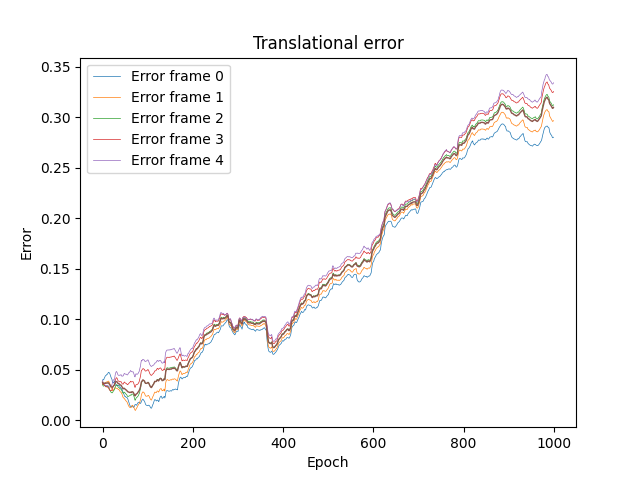 Translational error
Error frame 0
Error frame 1
Error frame 2
Error frame 3
Error frame 4
0.35
0.30
0.25
0.20
0.15
0.10
0.05
0.00
Error
0 200 400 600 800 1000
Epoch